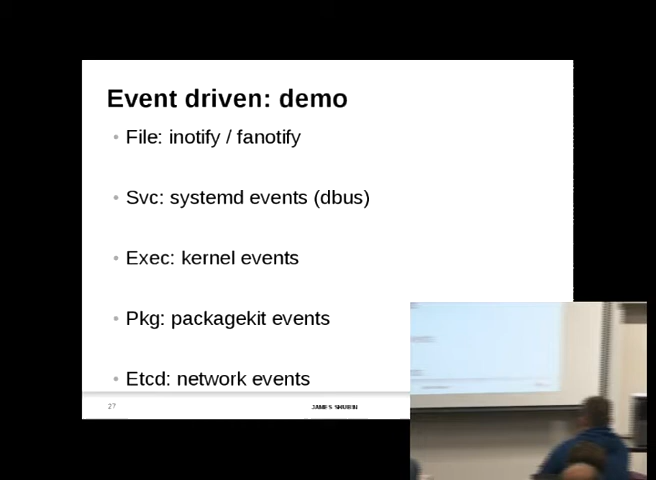 Event driven: demo
• File: inotify / fanotify
• Svc: systemd events (dbus)
• Exec: kernel events
• Pkg: packagekit events
• Etcd: network events
27
JAMES SHUBIN